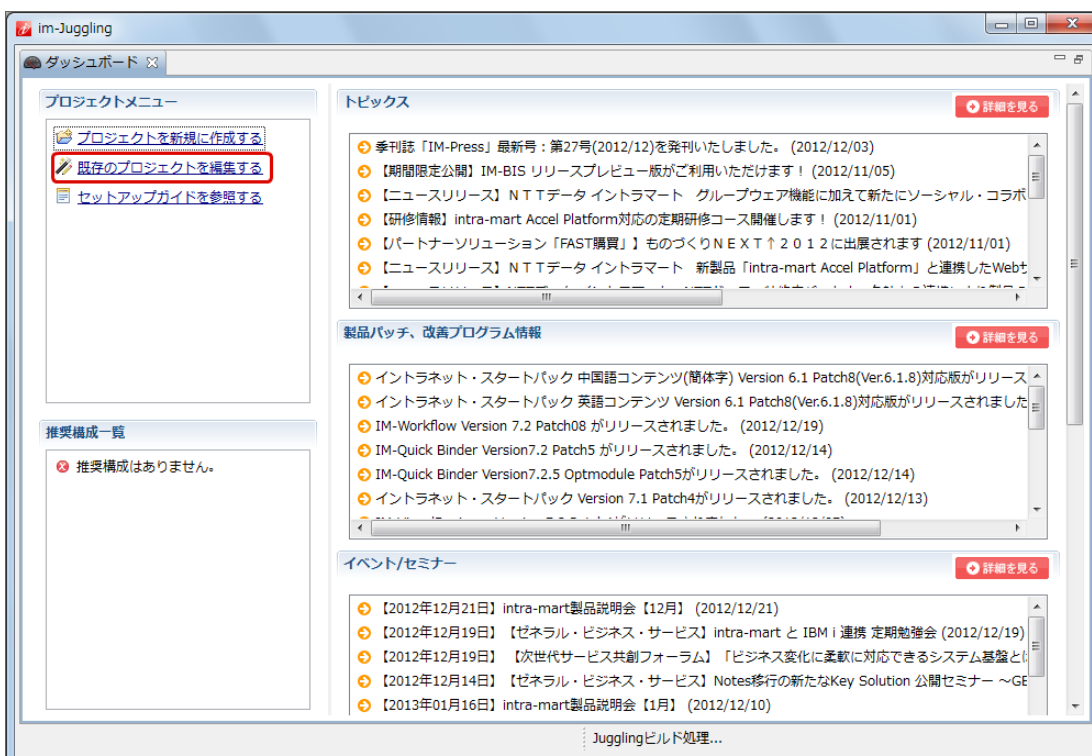 im-Juggling
ダッシュボード
プロジェクトメニュー
プロジェクトを新規に作成する
既存のプロジェクトを編集する
セットアップガイドを参照する
推奨構成一覧
推奨構成はありません。
トピックス
詳細を見る
季刊誌「IM-Press」最新号：第27号(2012/12)を発刊いたしました。 (2012/12/03)
【期間限定公開】IM-BIS リリースプレビュー版がご利用いただけます！ (2012/11/05)
【ニュースリリース】ＮＴＴデータ イントラマート　グループウェア機能に加えて新たにソーシャル・コラボ
【研修情報】intra-mart Accel Platform対応の定期研修コース開催します！ (2012/11/01)
【パートナーソリューション「FAST購買」】ものづくりＮＥＸＴ↑２０１２に出展されます (2012/11/01)
【ニュースリリース】ＮＴＴデータ イントラマート　新製品「intra-mart Accel Platform」と連携したWebサ
製品パッチ、改善プログラム情報
詳細を見る
イントラネット・スタートパック 中国語コンテンツ(簡体字) Version 6.1 Patch8(Ver.6.1.8)対応版がリリース
イントラネット・スタートパック 英語コンテンツ Version 6.1 Patch8(Ver.6.1.8)対応版がリリースされました
IM-Workflow Version 7.2 Patch08 がリリースされました。 (2012/12/19)
IM-Quick Binder Version7.2 Patch5 がリリースされました。 (2012/12/14)
IM-Quick Binder Version7.2.5 Optmodule Patch5がリリースされました。 (2012/12/14)
イントラネット・スタートパック Version 7.1 Patch4がリリースされました。 (2012/12/13)
イベント/セミナー
詳細を見る
【2012年12月21日】intra-mart製品説明会【12月】 (2012/12/21)
【2012年12月19日】【ゼネラル・ビジネス・サービス】intra-mart と IBM i 連携 定期勉強会 (2012/12/19)
【2012年12月19日】 【次世代サービス共創フォーラム】「ビジネス変化に柔軟に対応できるシステム基盤とは
【2012年12月14日】【ゼネラル・ビジネス・サービス】Notes移行の新たなKey Solution 公開セミナー ～GE
【2013年01月16日】intra-mart製品説明会【1月】 (2012/12/10)
Jugglingビルド処理...